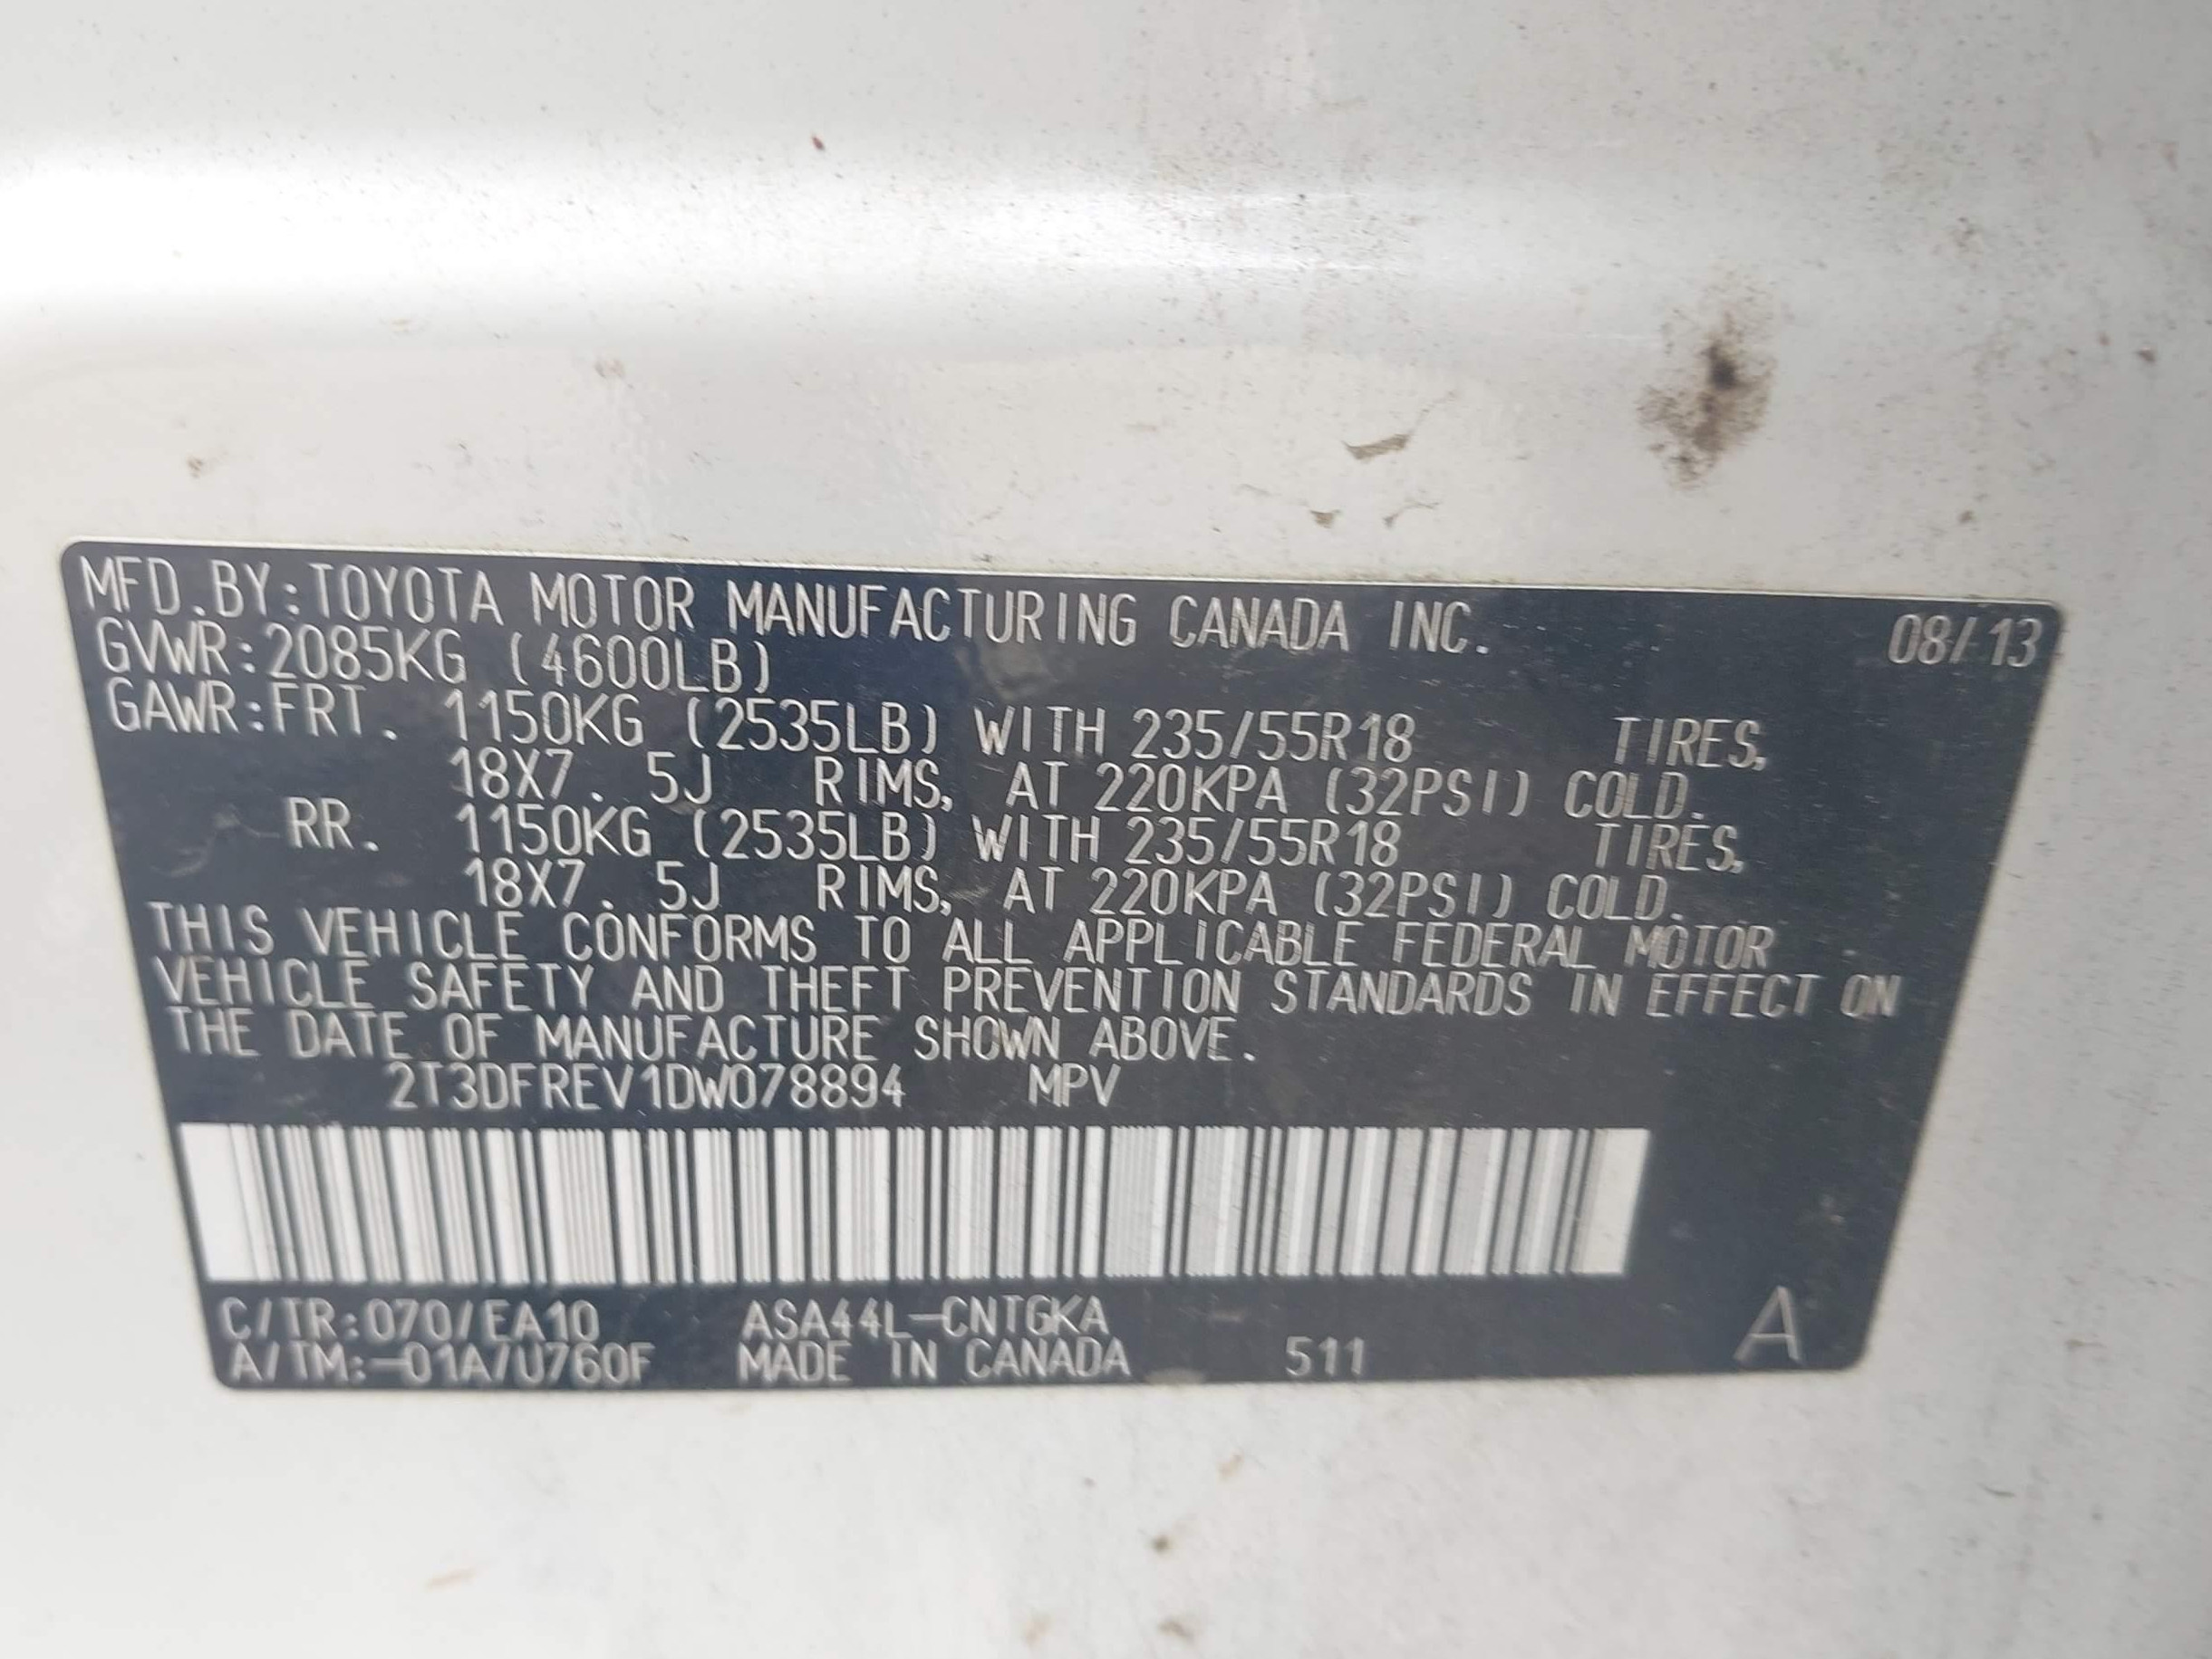 MFD.BY:TOYOTA MOTOR MANUFACTURING CANADA INC. 08/13
GVWR:2085KG (4600LB)
GAWR:FRT. 1150KG (2535LB) WITH 235/55R18 TIRES,
18X7. 5J RIMS, AT 220KPA (32PSI) COLD.
RR. 1150KG (2535LB) WITH 235/55R18 TIRES,
18X7. 5J RIMS, AT 220KPA (32PSI) COLD.
THIS VEHICLE CONFORMS TO ALL APPLICABLE FEDERAL MOTOR
VEHICLE SAFETY AND THEFT PREVENTION STANDARDS IN EFFECT ON
THE DATE OF MANUFACTURE SHOWN ABOVE.
2T3DFREV1DW078894 MPV
C/TR:070/EA10 ASA44L-CNTGKA
A/TM:-01A/U760F MADE IN CANADA 511 A